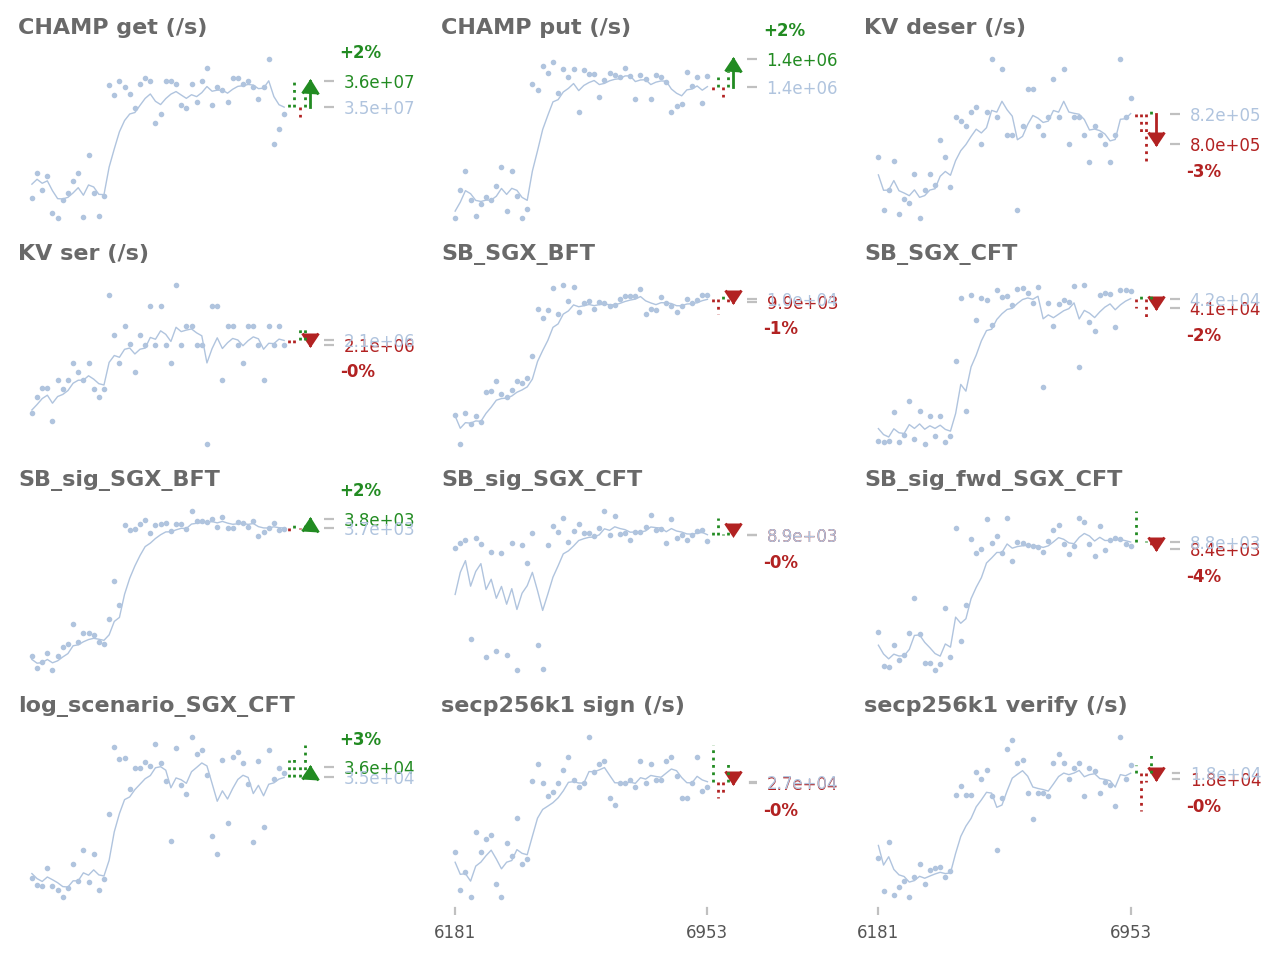 CHAMP get (/s)
+2%
3.6e+07
3.5e+07
CHAMP put (/s)
+2%
1.4e+06
1.4e+06
KV deser (/s)
8.2e+05
8.0e+05
-3%
KV ser (/s)
2.1e+06
2.1e+06
-0%
SB_SGX_BFT
9.9e+03
-1%
SB_SGX_CFT
4.2e+04
4.1e+04
-2%
SB_sig_SGX_BFT
+2%
3.8e+03
3.7e+03
SB_sig_SGX_CFT
8.9e+03
-0%
SB_sig_fwd_SGX_CFT
8.8e+03
8.4e+03
-4%
log_scenario_SGX_CFT
+3%
3.6e+04
3.5e+04
secp256k1 sign (/s)
2.7e+04
-0%
6181
6953
secp256k1 verify (/s)
1.8e+04
1.8e+04
-0%
6181
6953